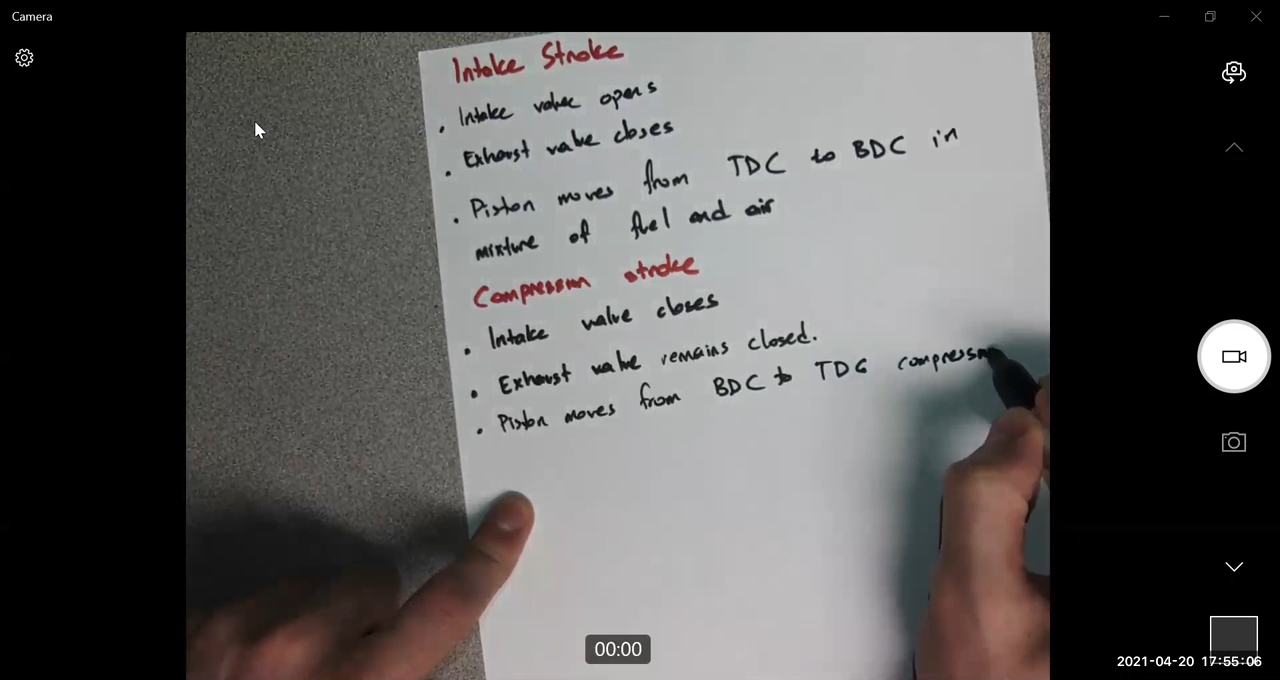 Camera
Intake Stroke
. Intake valve opens
. Exhaust valve closes
. Piston moves from TDC to BDC in
mixture of fuel and air
Compression stroke
. Intake valve closes
. Exhaust valve remains closed.
. Piston moves from BDC to TDC compression
00:00
2021-04-20 17:55:06